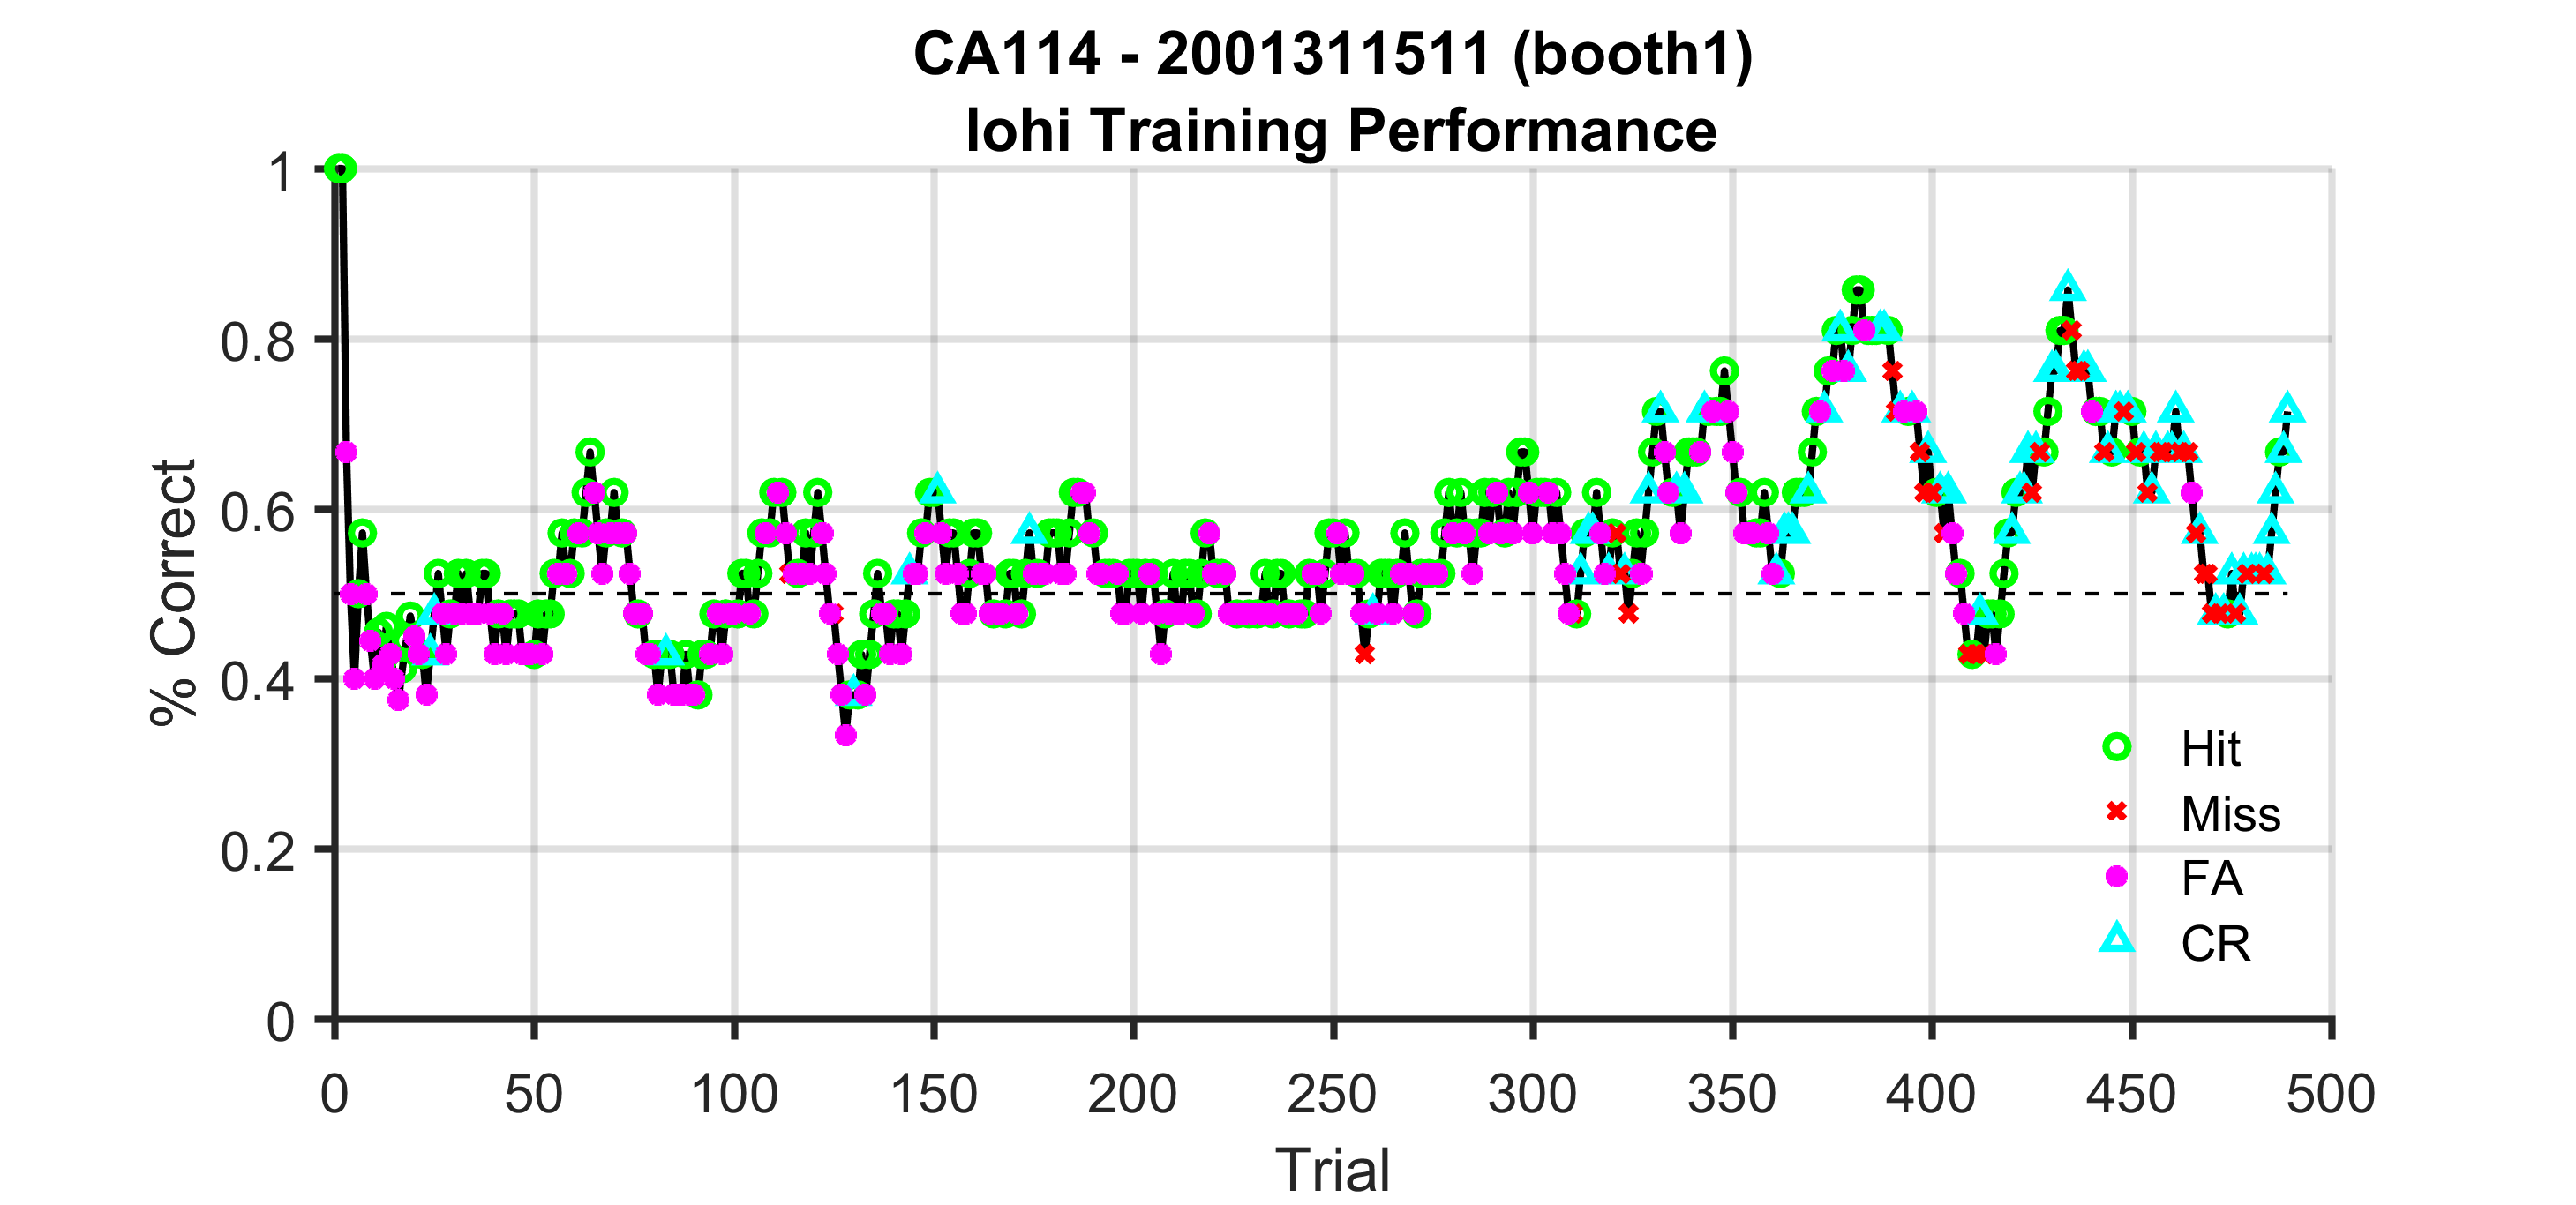 CA114 - 2001311511 (booth1)
lohi Training Performance
% Correct
1
0.8
0.6
0.4
0.2
0
Hit
Miss
FA
CR
0 50 100 150 200 250 300 350 400 450 500
Trial